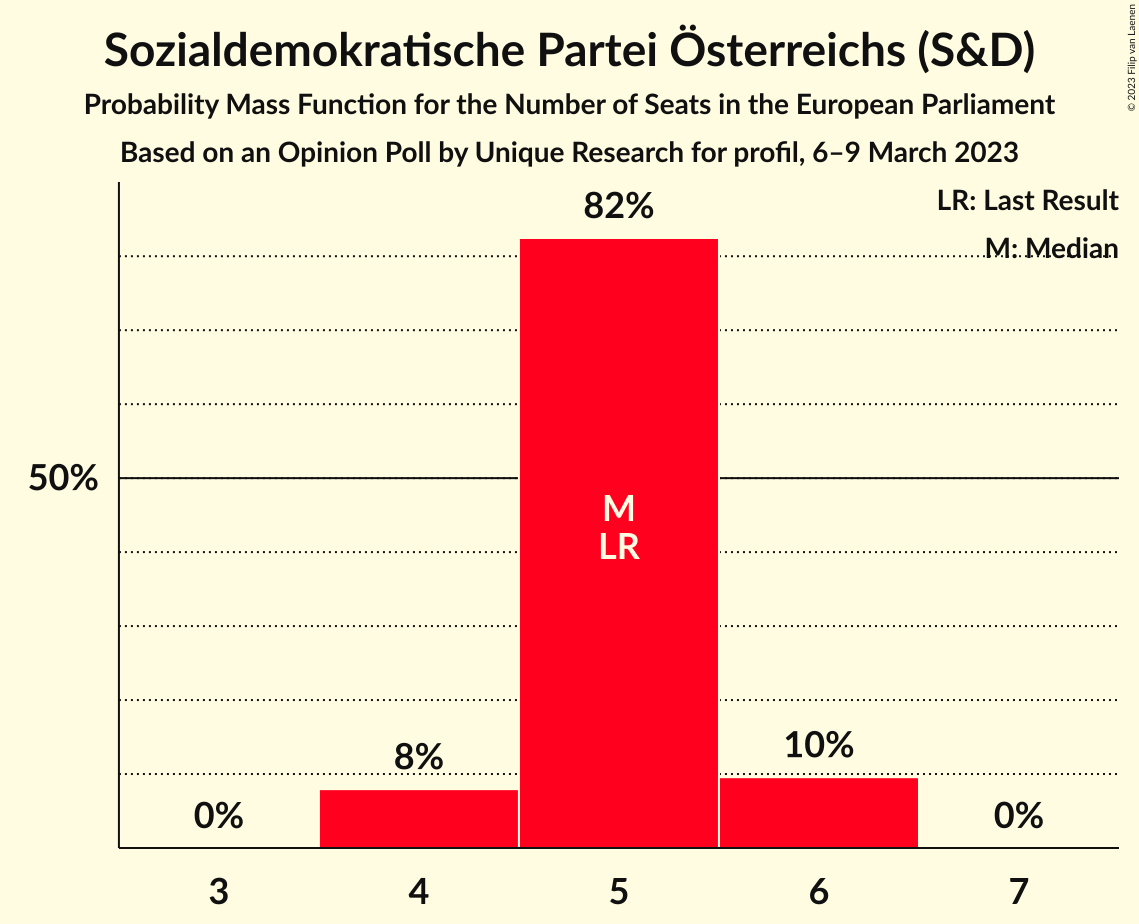 Sozialdemokratische Partei Österreichs (S&D)
Probability Mass Function for the Number of Seats in the European Parliament
Based on an Opinion Poll by Unique Research for profil, 6–9 March 2023
© 2023 Filip van Laenen
LR: Last Result
M: Median
82%
50%
M
LR
10%
8%
0%
0%
3
4
5
6
7